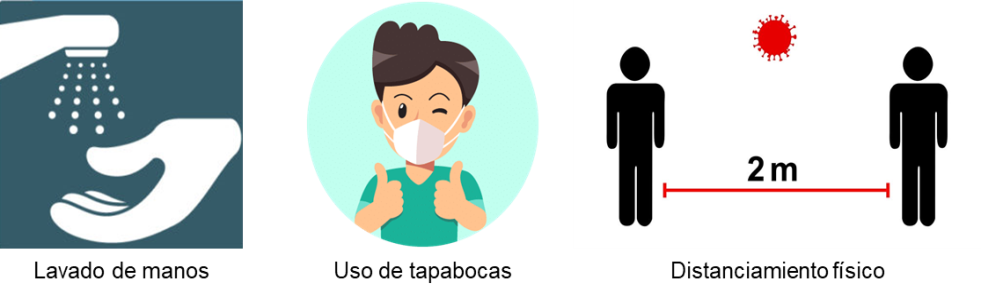 2 m
Lavado de manos
Uso de tapabocas
Distanciamiento físico